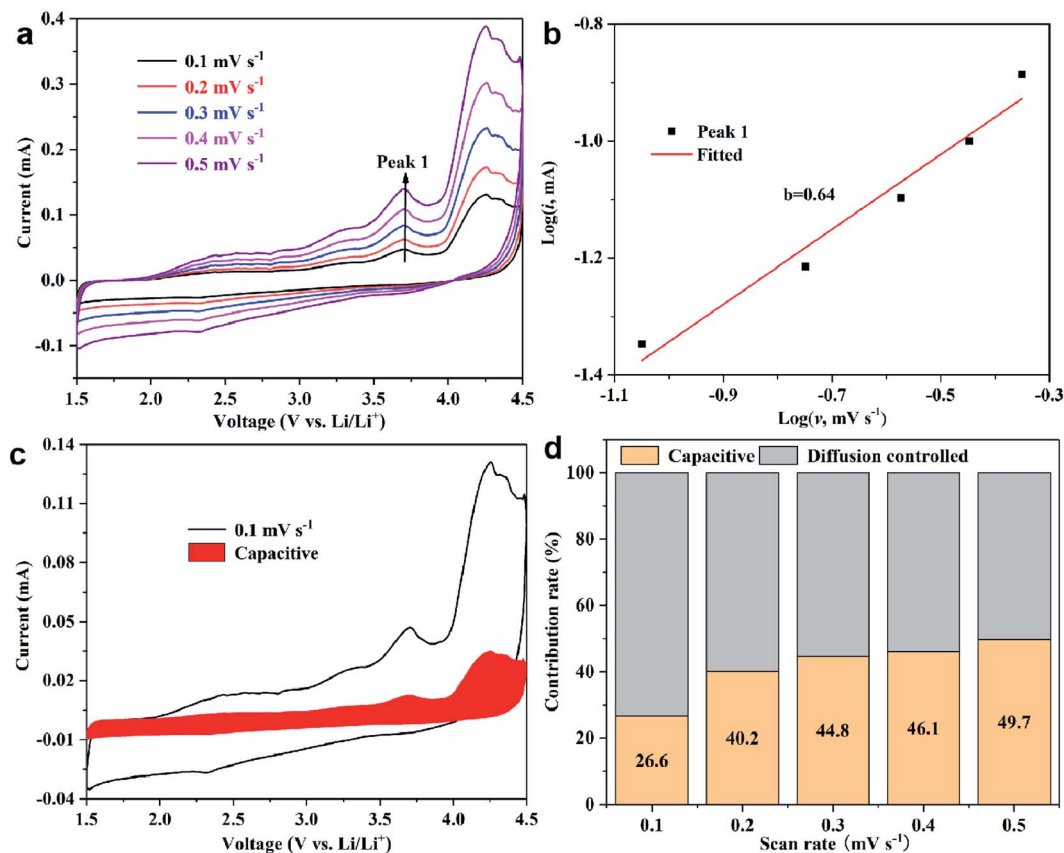 a
0.4
0.3
0.2
0.1
0.0
-0.1
Current (mA)
0.1 mV s⁻¹
0.2 mV s⁻¹
0.3 mV s⁻¹
0.4 mV s⁻¹
0.5 mV s⁻¹
Peak 1
1.5 2.0 2.5 3.0 3.5 4.0 4.5
Voltage (V vs. Li/Li⁺)
b
-0.8
-1.0
-1.2
-1.4
Log(i, mA)
Peak 1
Fitted
b=0.64
-1.1 -0.9 -0.7 -0.5 -0.3
Log(v, mV s⁻¹)
c
0.14
0.11
0.08
0.05
0.02
-0.01
-0.04
Current (mA)
0.1 mV s⁻¹
Capacitive
1.5 2.0 2.5 3.0 3.5 4.0 4.5
Voltage (V vs. Li/Li⁺)
d
Capacitive Diffusion controlled
100
80
60
40
20
0
Contribution rate (%)
26.6 40.2 44.8 46.1 49.7
0.1 0.2 0.3 0.4 0.5
Scan rate (mV s⁻¹)